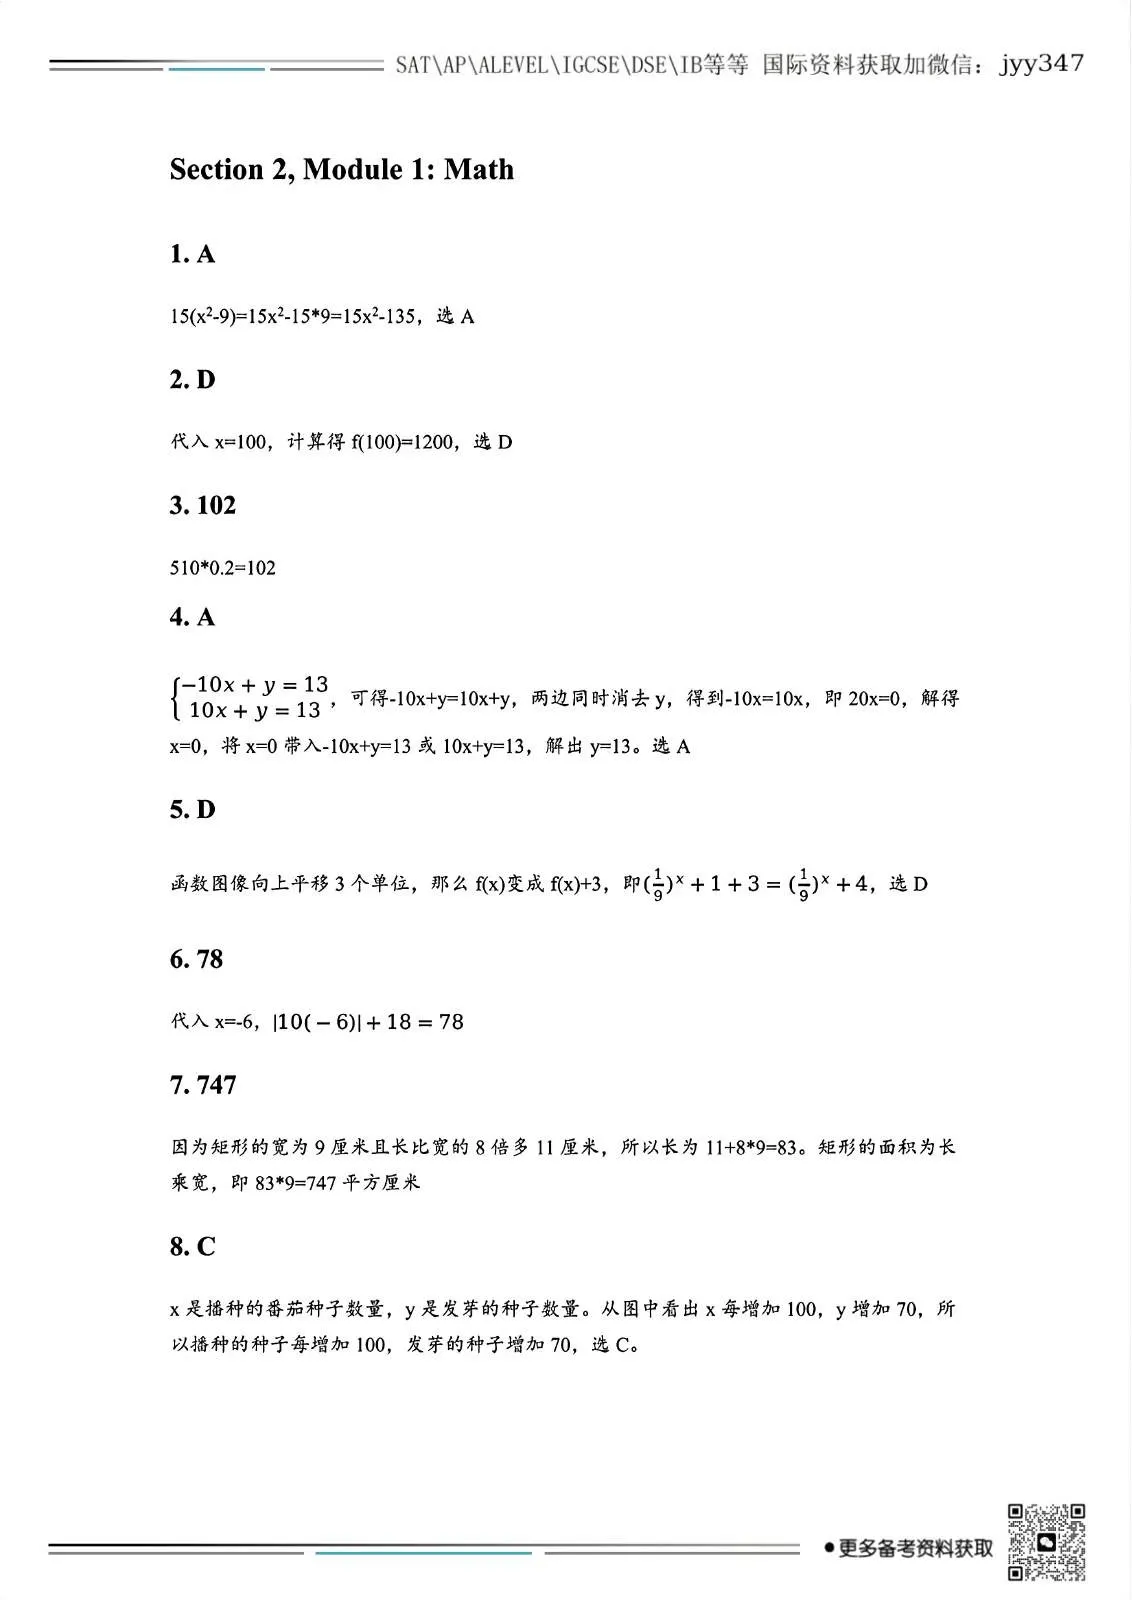 SAT\AP\ALEVEL\IGCSE\DSE\IB等等 国际资料获取加微信：jyy347
Section 2, Module 1: Math
1. A
15(x²-9)=15x²-15*9=15x²-135，选 A
2. D
代入 x=100，计算得 f(100)=1200，选 D
3. 102
510*0.2=102
4. A
{−10x + y = 13
10x + y = 13，可得-10x+y=10x+y，两边同时消去 y，得到-10x=10x，即 20x=0，解得
x=0，将 x=0 带入-10x+y=13 或 10x+y=13，解出 y=13。选 A
5. D
函数图像向上平移 3 个单位，那么 f(x)变成 f(x)+3，即(1/9)ˣ + 1 + 3 = (1/9)ˣ + 4，选 D
6. 78
代入 x=-6，|10(− 6)| + 18 = 78
7. 747
因为矩形的宽为 9 厘米且长比宽的 8 倍多 11 厘米，所以长为 11+8*9=83。矩形的面积为长
乘宽，即 83*9=747 平方厘米
8. C
x 是播种的番茄种子数量，y 是发芽的种子数量。从图中看出 x 每增加 100，y 增加 70，所
以播种的种子每增加 100，发芽的种子增加 70，选 C。
●更多备考资料获取